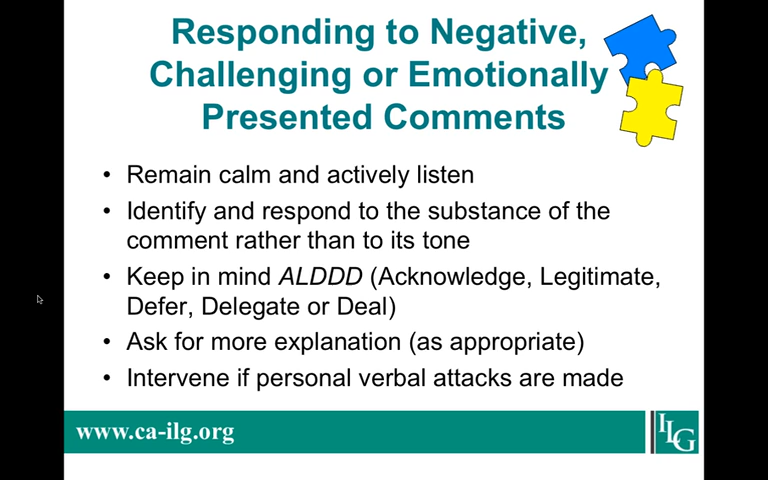 Responding to Negative,
Challenging or Emotionally
Presented Comments
• Remain calm and actively listen
• Identify and respond to the substance of the
comment rather than to its tone
• Keep in mind ALDDD (Acknowledge, Legitimate,
Defer, Delegate or Deal)
• Ask for more explanation (as appropriate)
• Intervene if personal verbal attacks are made
www.ca-ilg.org
ILG